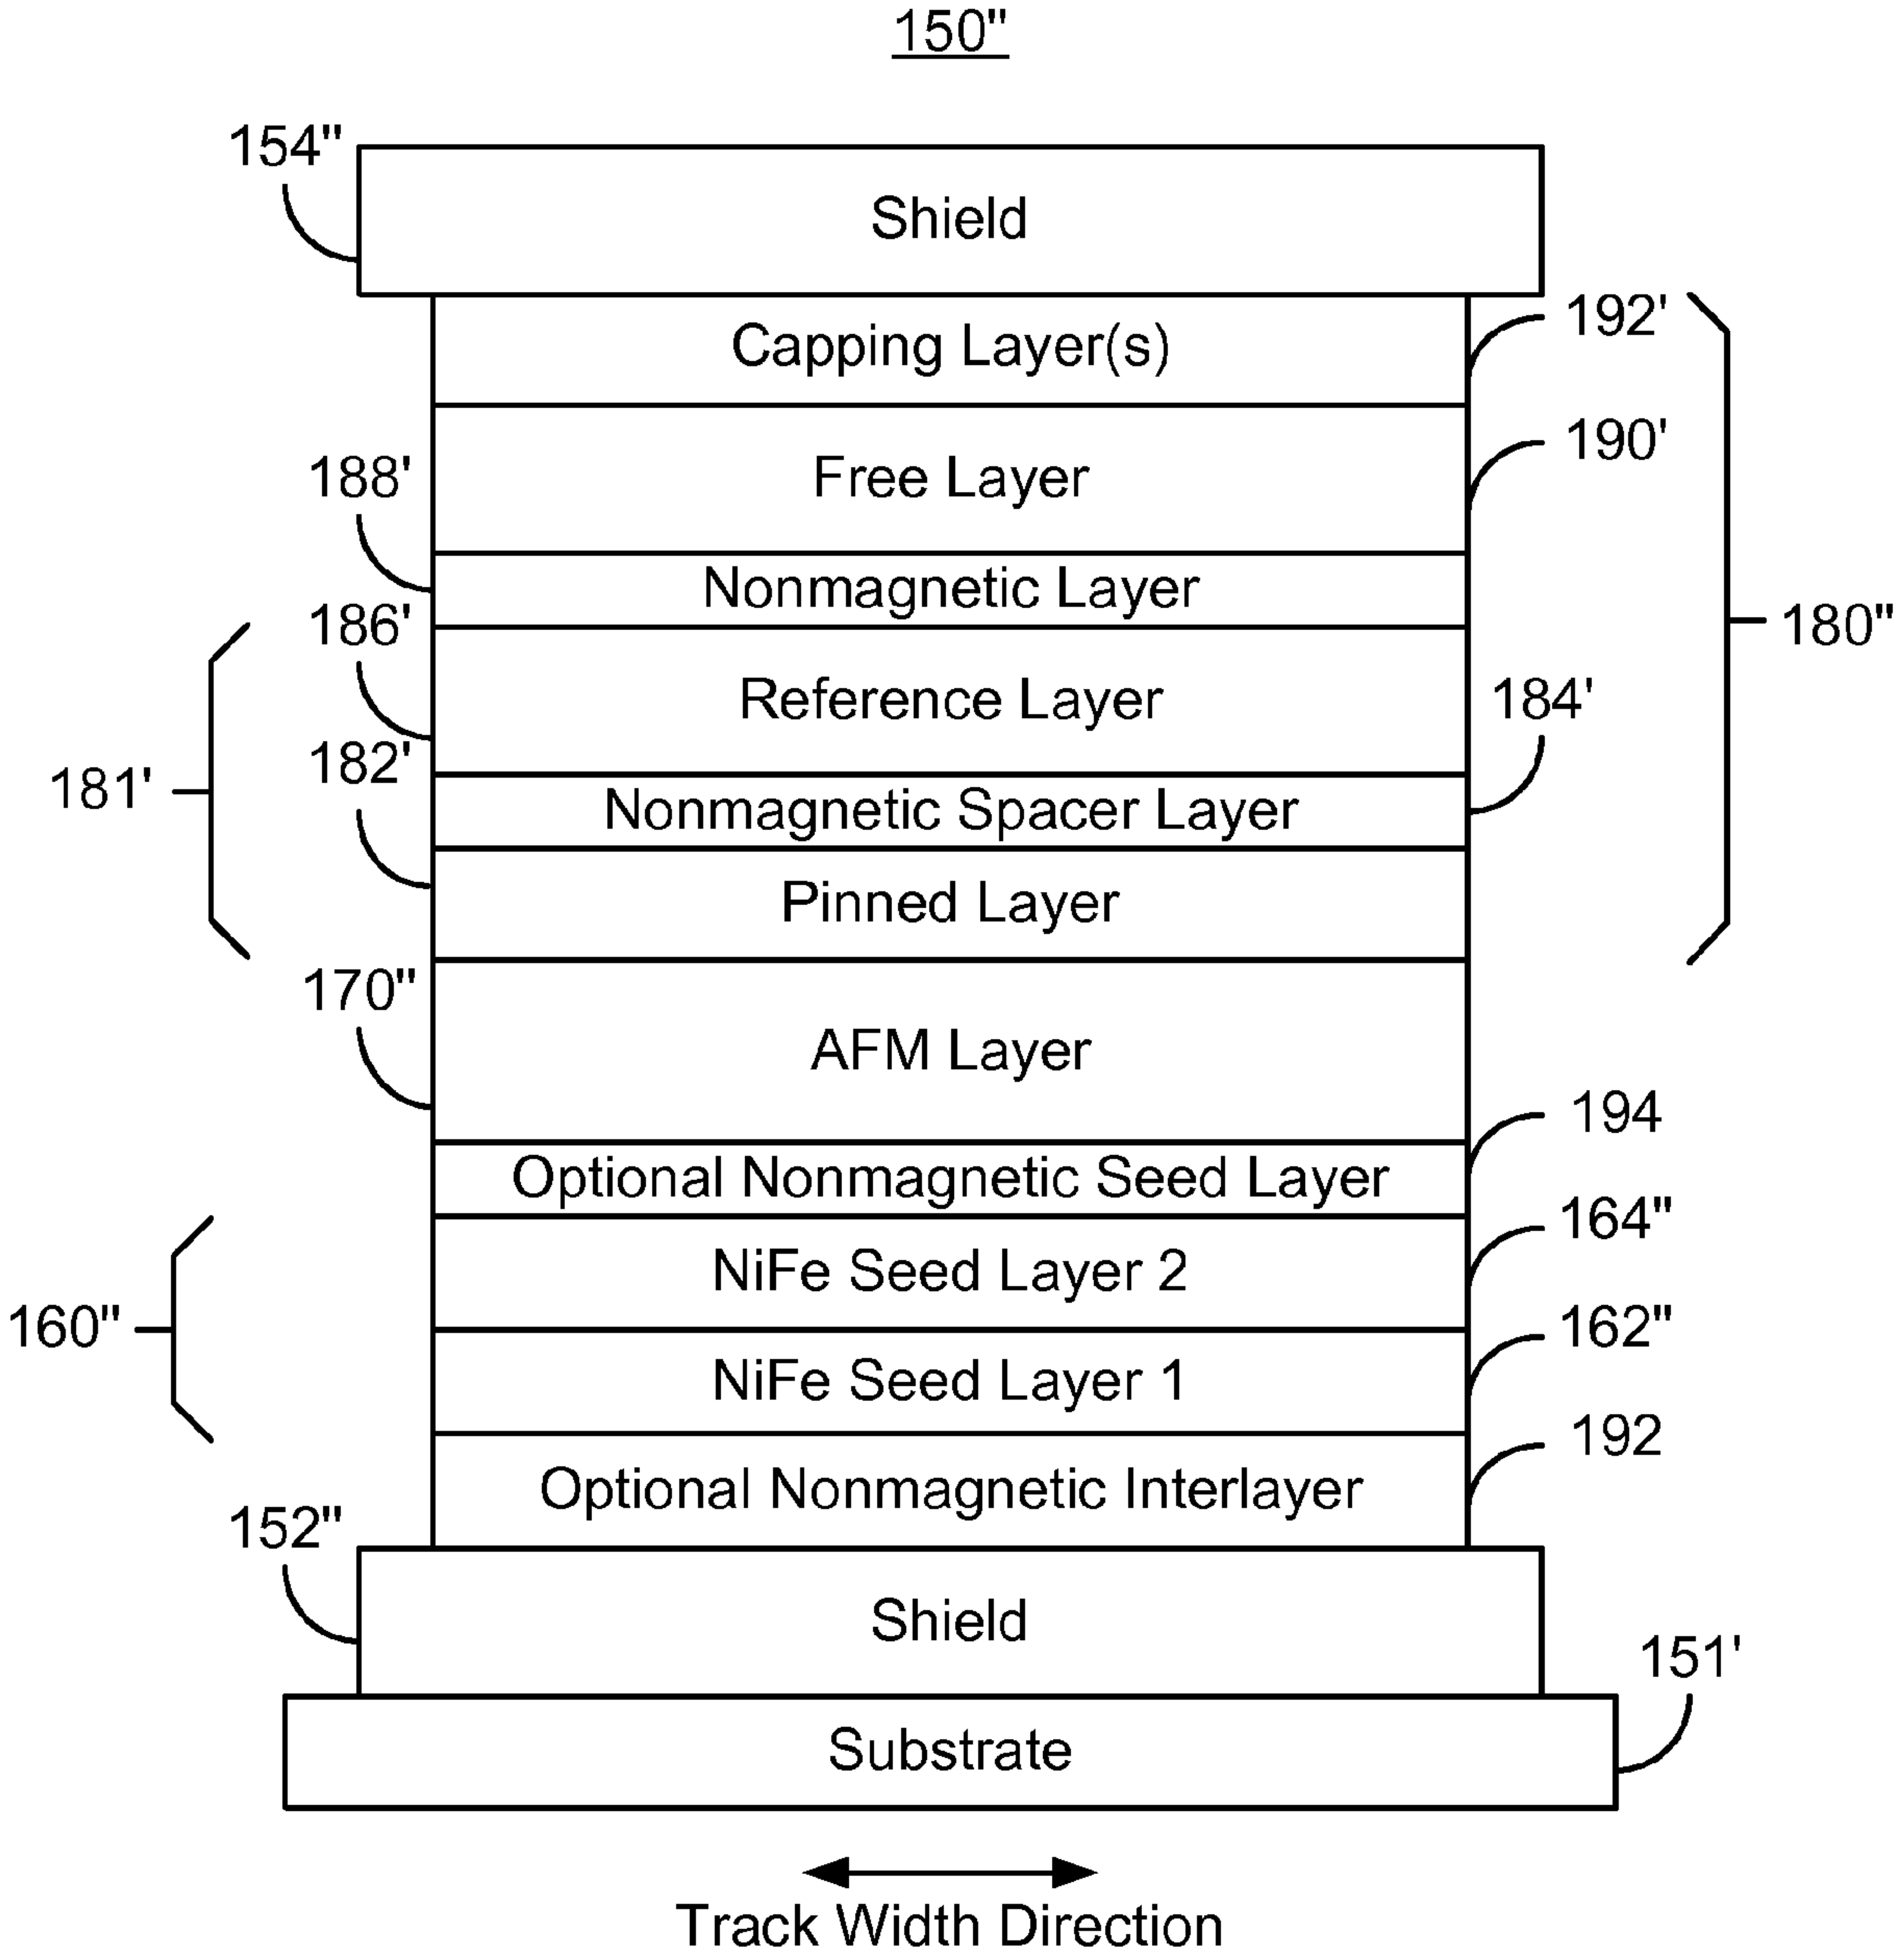 150"
154"
Shield
192'
Capping Layer(s)
190'
188'
Free Layer
Nonmagnetic Layer
186'
180"
Reference Layer
184'
182'
181'
Nonmagnetic Spacer Layer
Pinned Layer
170"
AFM Layer
194
Optional Nonmagnetic Seed Layer
164"
NiFe Seed Layer 2
160"
162"
NiFe Seed Layer 1
192
Optional Nonmagnetic Interlayer
152"
Shield
151'
Substrate
Track Width Direction